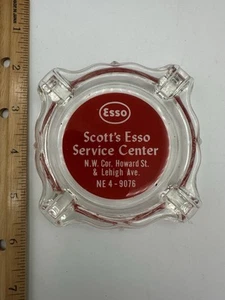 Esso
Scott's Esso
Service Center
N.W. Cor. Howard St.
& Lehigh Ave.
NE 4-9076